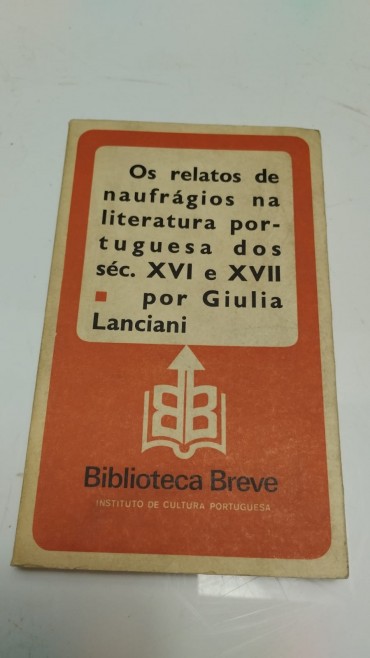 Os relatos de
naufrágios na
literatura por-
tuguesa dos
séc. XVI e XVII
por Giulia
Lanciani
BB
Biblioteca Breve
INSTITUTO DE CULTURA PORTUGUESA